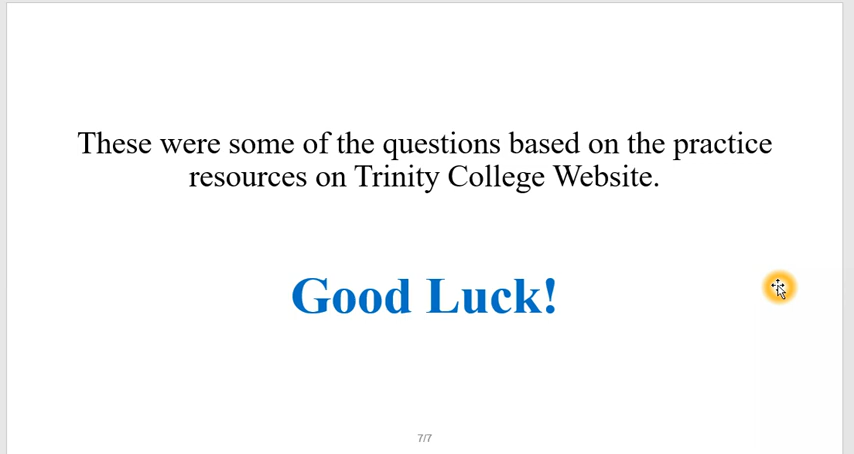 These were some of the questions based on the practice
resources on Trinity College Website.
Good Luck!
7/7